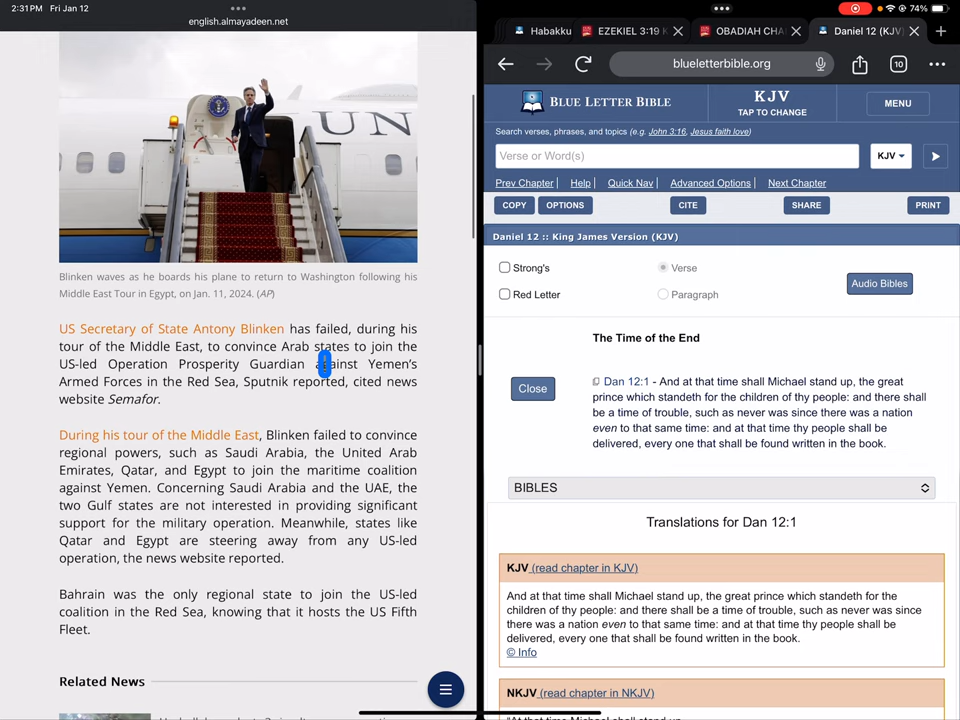 2:31 PM Fri Jan 12
english.almayadeen.net
UN
Blinken waves as he boards his plane to return to Washington following his
Middle East Tour in Egypt, on Jan. 11, 2024. (AP)
US Secretary of State Antony Blinken has failed, during his
tour of the Middle East, to convince Arab states to join the
US-led Operation Prosperity Guardian against Yemen's
Armed Forces in the Red Sea, Sputnik reported, cited news
website Semafor.
During his tour of the Middle East, Blinken failed to convince
regional powers, such as Saudi Arabia, the United Arab
Emirates, Qatar, and Egypt to join the maritime coalition
against Yemen. Concerning Saudi Arabia and the UAE, the
two Gulf states are not interested in providing significant
support for the military operation. Meanwhile, states like
Qatar and Egypt are steering away from any US-led
operation, the news website reported.
Bahrain was the only regional state to join the US-led
coalition in the Red Sea, knowing that it hosts the US Fifth
Fleet.
Related News
74%
Habakku
EZEKIEL 3:19 K
OBADIAH CHA
Daniel 12 (KJV)
blueletterbible.org
10
BLUE LETTER BIBLE
KJV
TAP TO CHANGE
MENU
Search verses, phrases, and topics (e.g. John 3:16, Jesus faith love)
Verse or Word(s)
KJV
Prev Chapter | Help | Quick Nav | Advanced Options | Next Chapter
COPY OPTIONS CITE SHARE PRINT
Daniel 12 :: King James Version (KJV)
Strong's Verse
Audio Bibles
Red Letter Paragraph
The Time of the End
Close
Dan 12:1 - And at that time shall Michael stand up, the great
prince which standeth for the children of thy people: and there shall
be a time of trouble, such as never was since there was a nation
even to that same time: and at that time thy people shall be
delivered, every one that shall be found written in the book.
BIBLES
Translations for Dan 12:1
KJV (read chapter in KJV)
And at that time shall Michael stand up, the great prince which standeth for the
children of thy people: and there shall be a time of trouble, such as never was since
there was a nation even to that same time: and at that time thy people shall be
delivered, every one that shall be found written in the book.
© Info
NKJV (read chapter in NKJV)
"At that time Michael shall stand up,